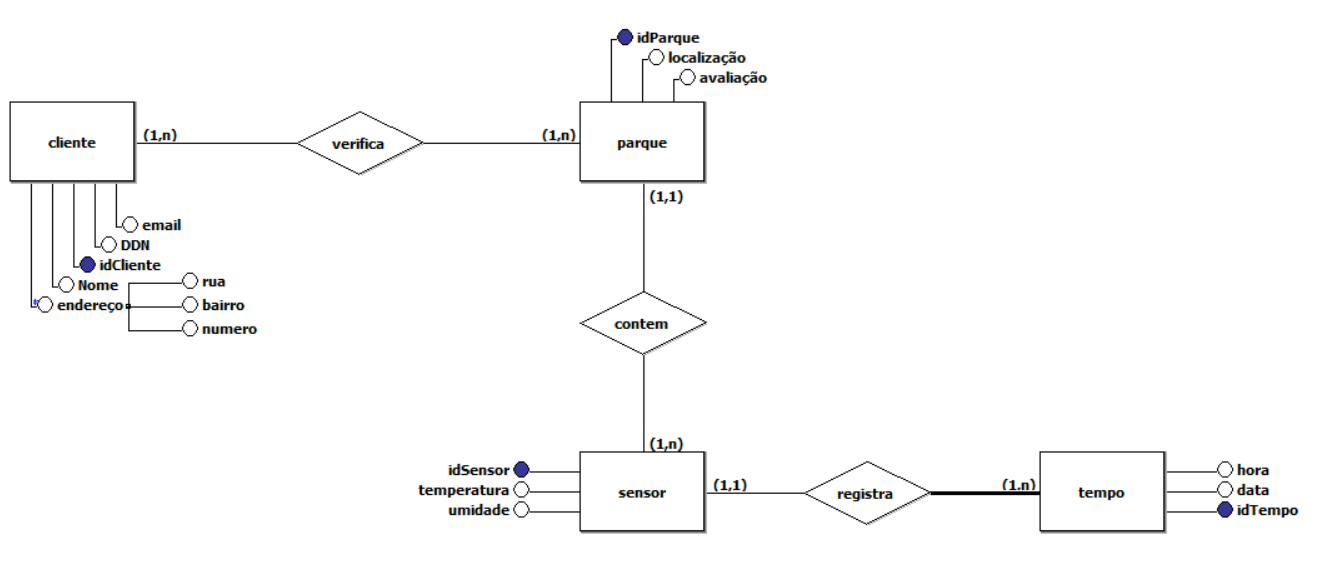 idParque
localização
avaliação
cliente
(1,n)
verifica
(1,n)
parque
(1,1)
email
DDN
idCliente
Nome
endereço
rua
bairro
numero
contem
(1,n)
idSensor
temperatura
umidade
sensor
(1,1)
registra
(1.n)
tempo
hora
data
idTempo